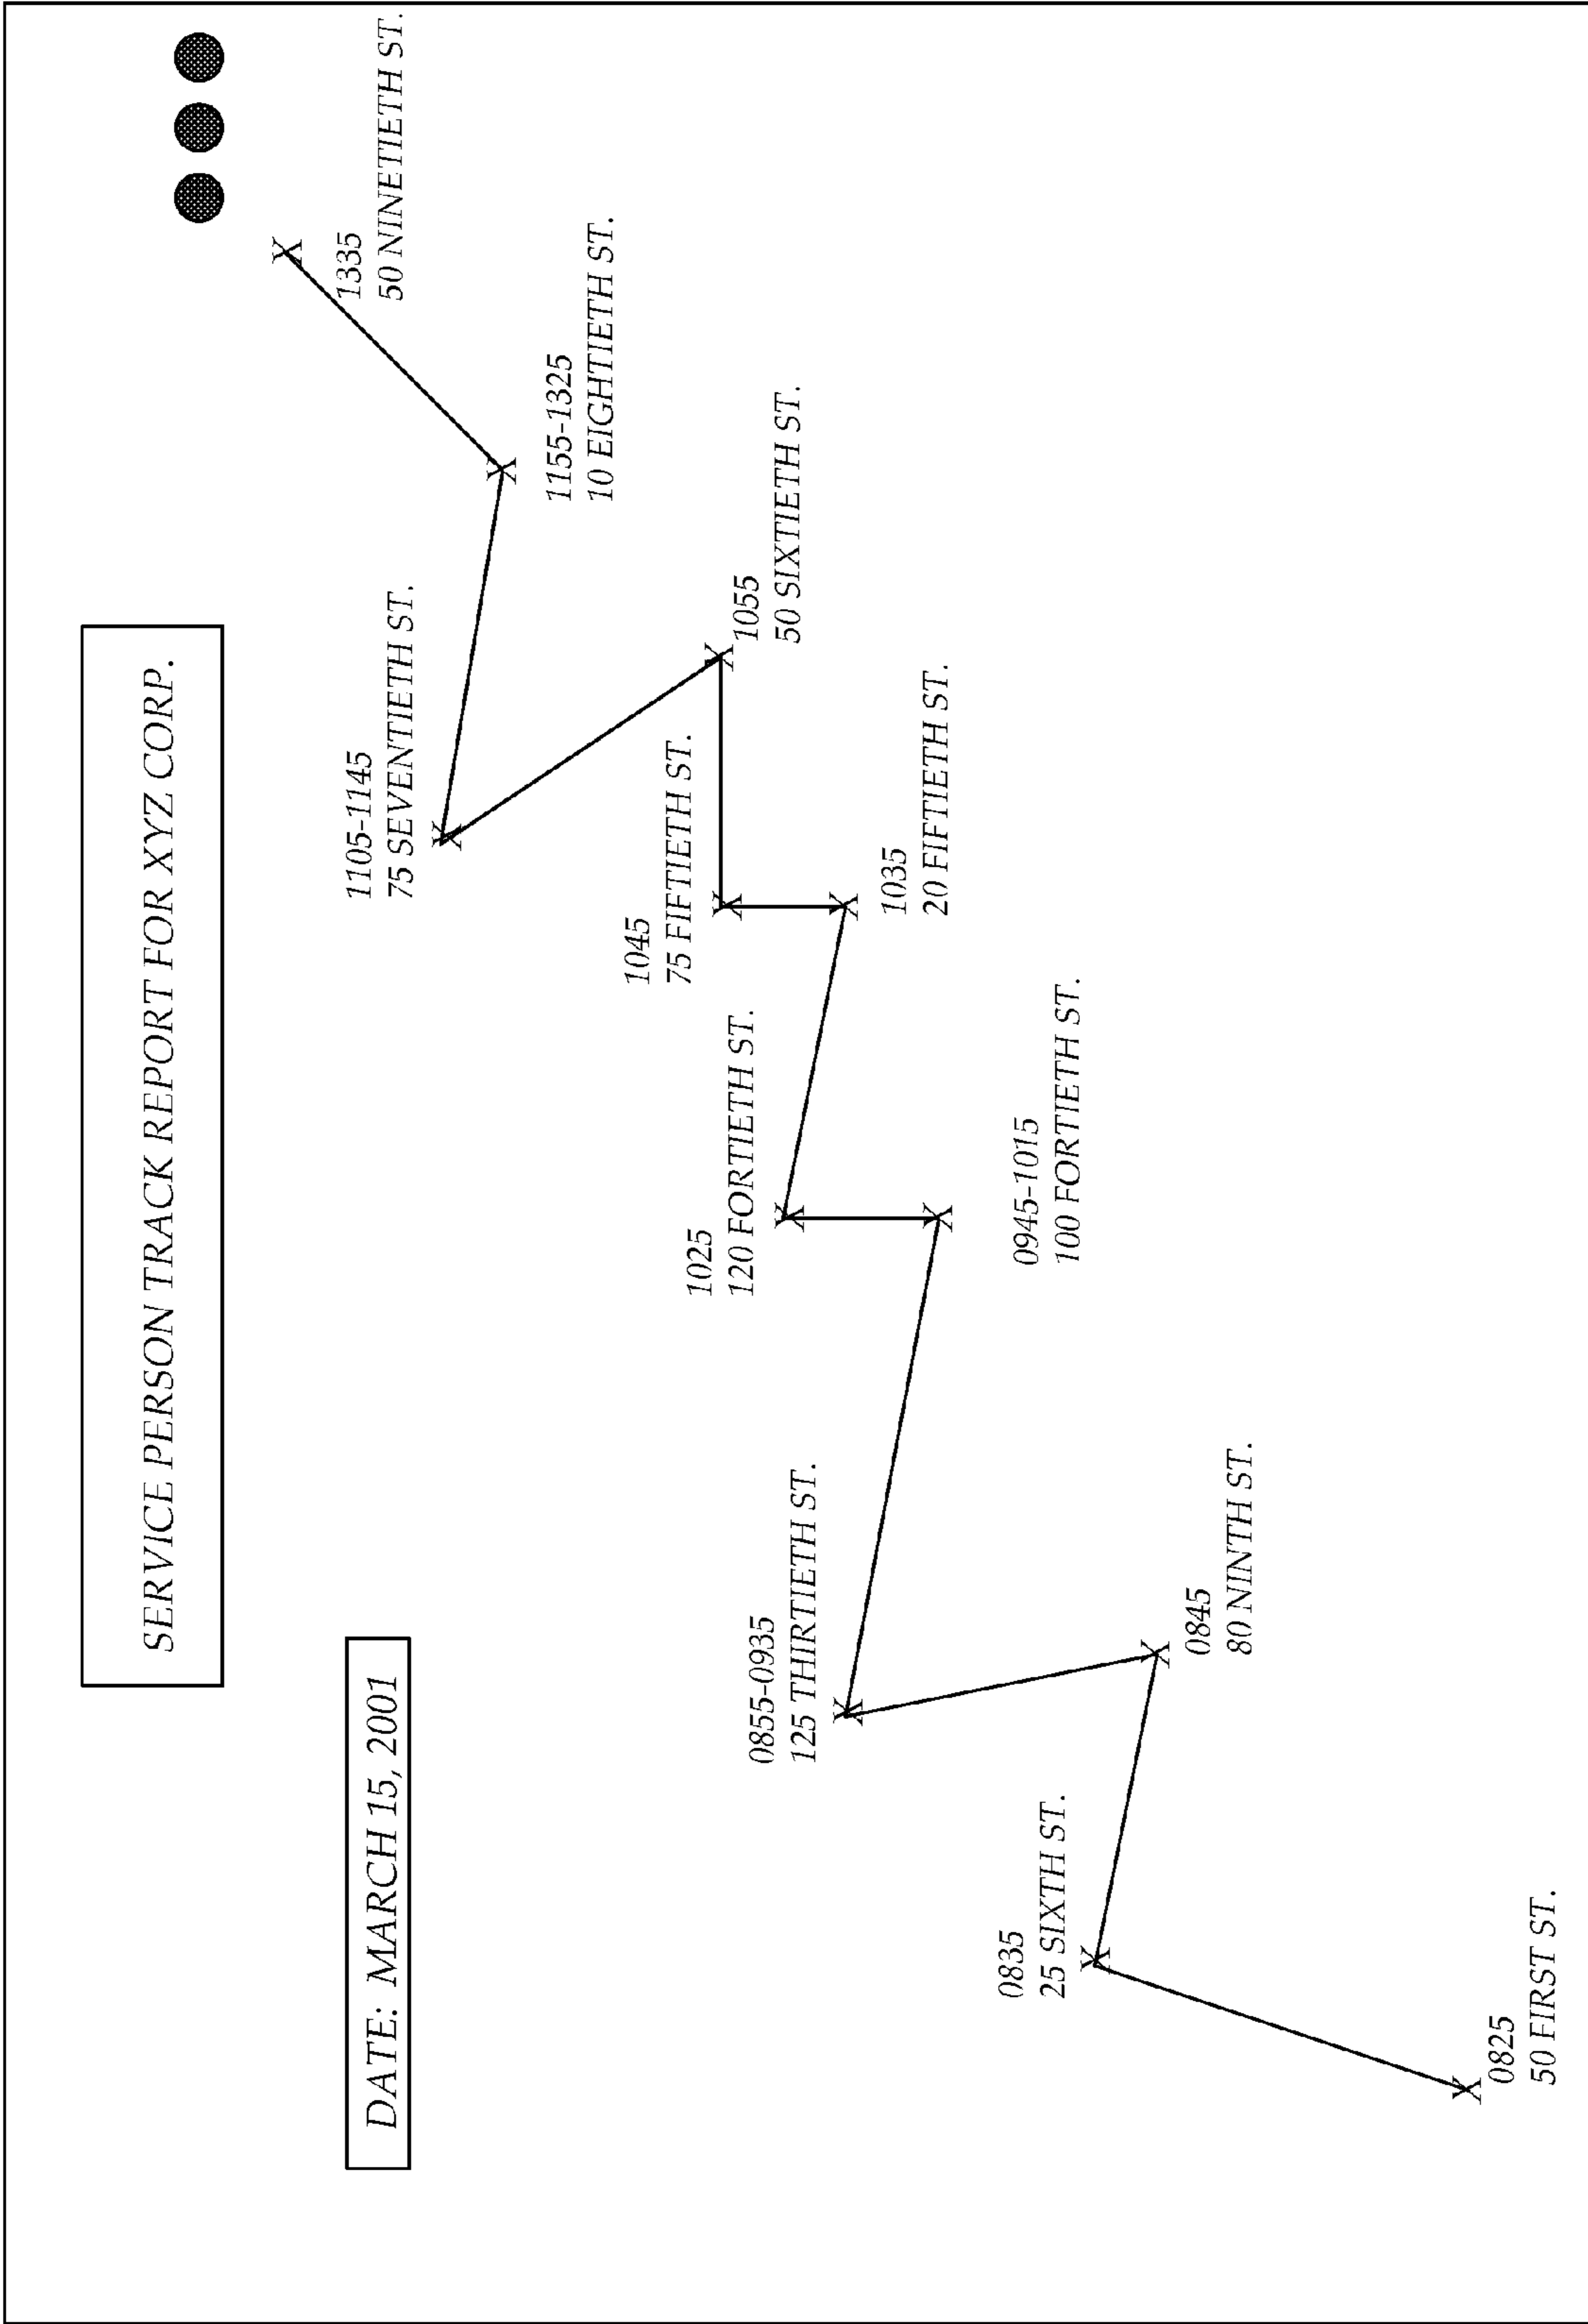 SERVICE PERSON TRACK REPORT FOR XYZ CORP.
DATE: MARCH 15, 2001
0825
50 FIRST ST.
0835
25 SIXTH ST.
0845
80 NINTH ST.
0855-0935
125 THIRTIETH ST.
0945-1015
100 FORTIETH ST.
1025
120 FORTIETH ST.
1035
20 FIFTIETH ST.
1045
75 FIFTIETH ST.
1055
50 SIXTIETH ST.
1105-1145
75 SEVENTIETH ST.
1155-1325
10 EIGHTIETH ST.
1335
50 NINETIETH ST.
X
X
X
X
X
X
X
X
X
X
X
X